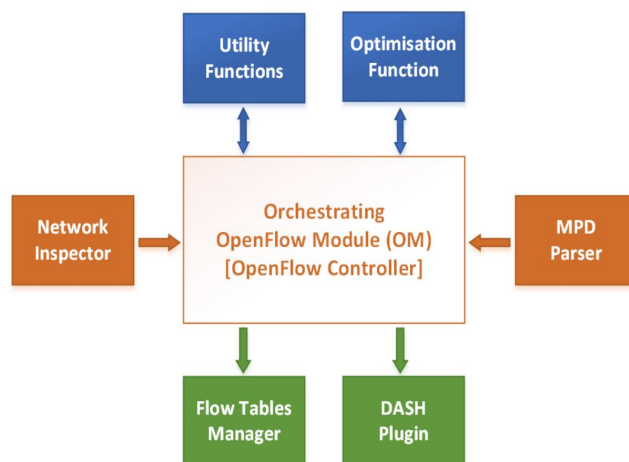 Utility
Functions
Optimisation
Function
Network
Inspector
Orchestrating
OpenFlow Module (OM)
[OpenFlow Controller]
MPD
Parser
Flow Tables
Manager
DASH
Plugin